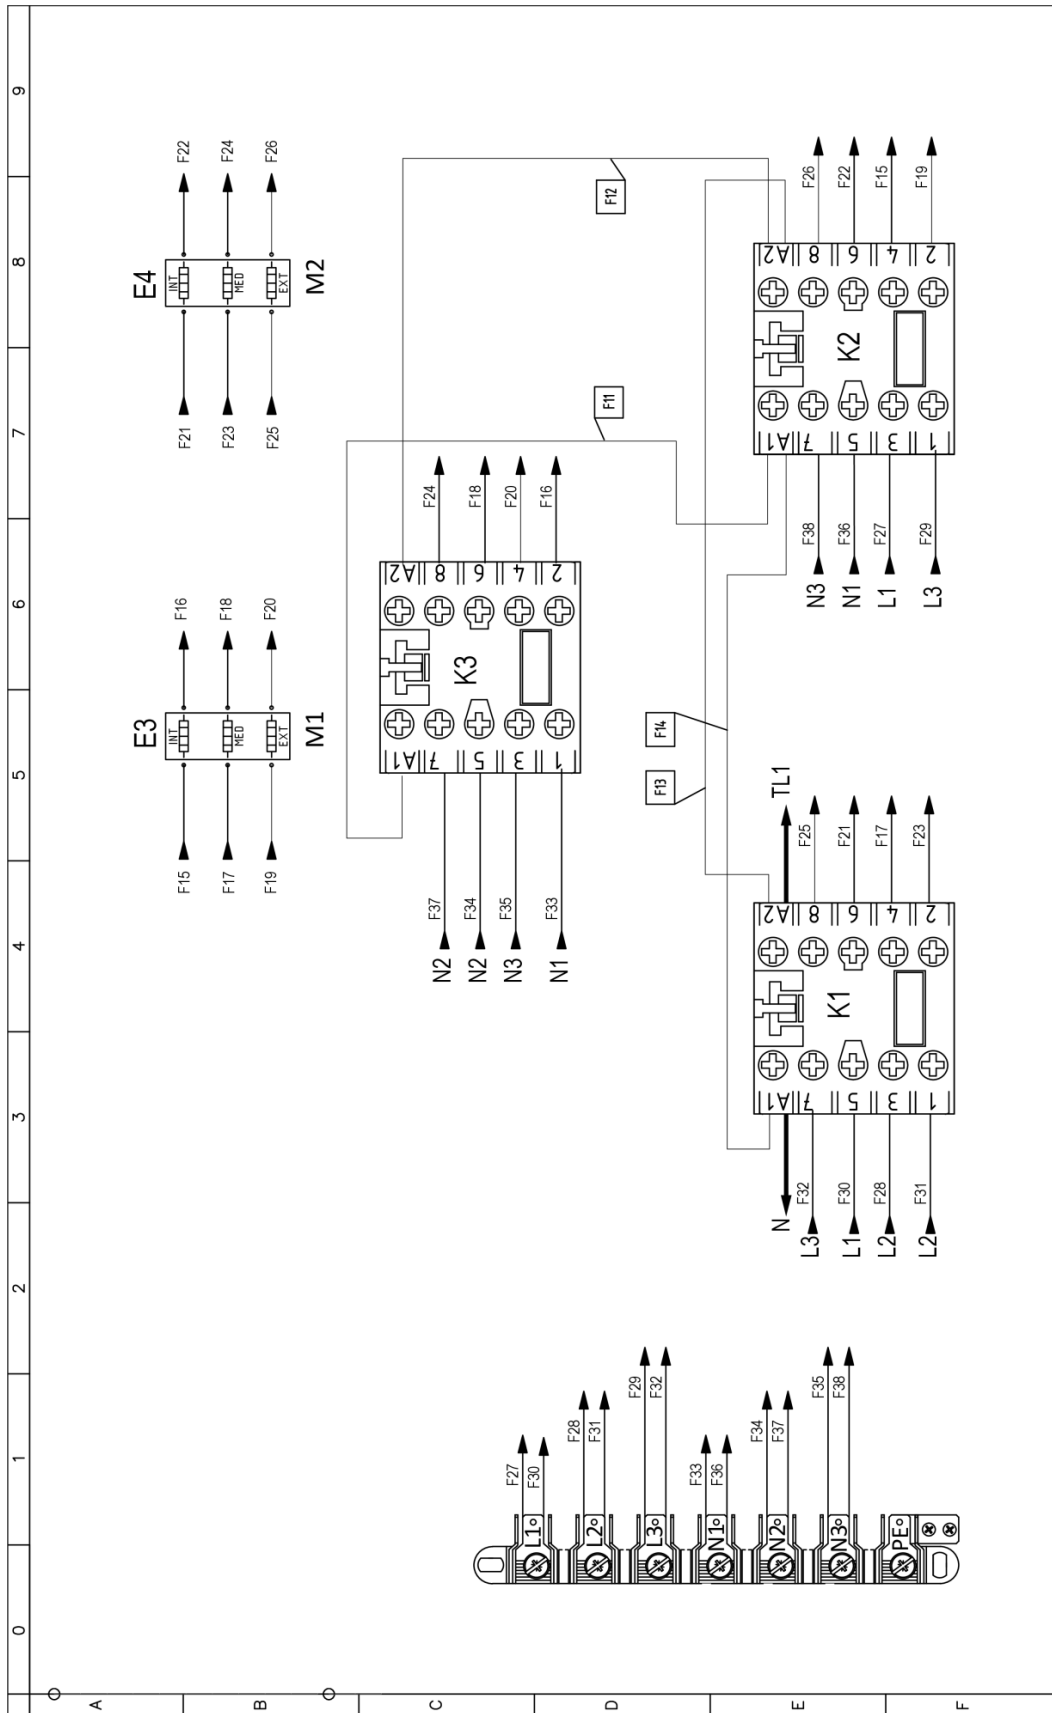 9
8
7
6
5
4
3
2
1
0
A
B
C
D
E
F
F22
F24
F26
E4
INT
MED
EXT
M2
F21
F23
F25
F16
F18
F20
E3
INT
MED
EXT
M1
F15
F17
F19
F12
F11
F14
F13
F24
F18
F20
F16
A2
8
6
4
2
K3
A1
7
5
3
1
F37
F34
F35
F33
N2
N2
N3
N1
F26
F22
F15
F19
A2
8
6
4
2
K2
A1
7
5
3
1
F38
F36
F27
F29
N3
N1
L1
L3
TL1
F25
F21
F17
F23
A2
8
6
4
2
K1
A1
7
5
3
1
F32
F30
F28
F31
N
L3
L1
L2
L2
F27
F30
F28
F31
F29
F32
F33
F36
F34
F37
F35
F38
L1
L2
L3
N1
N2
N3
PE